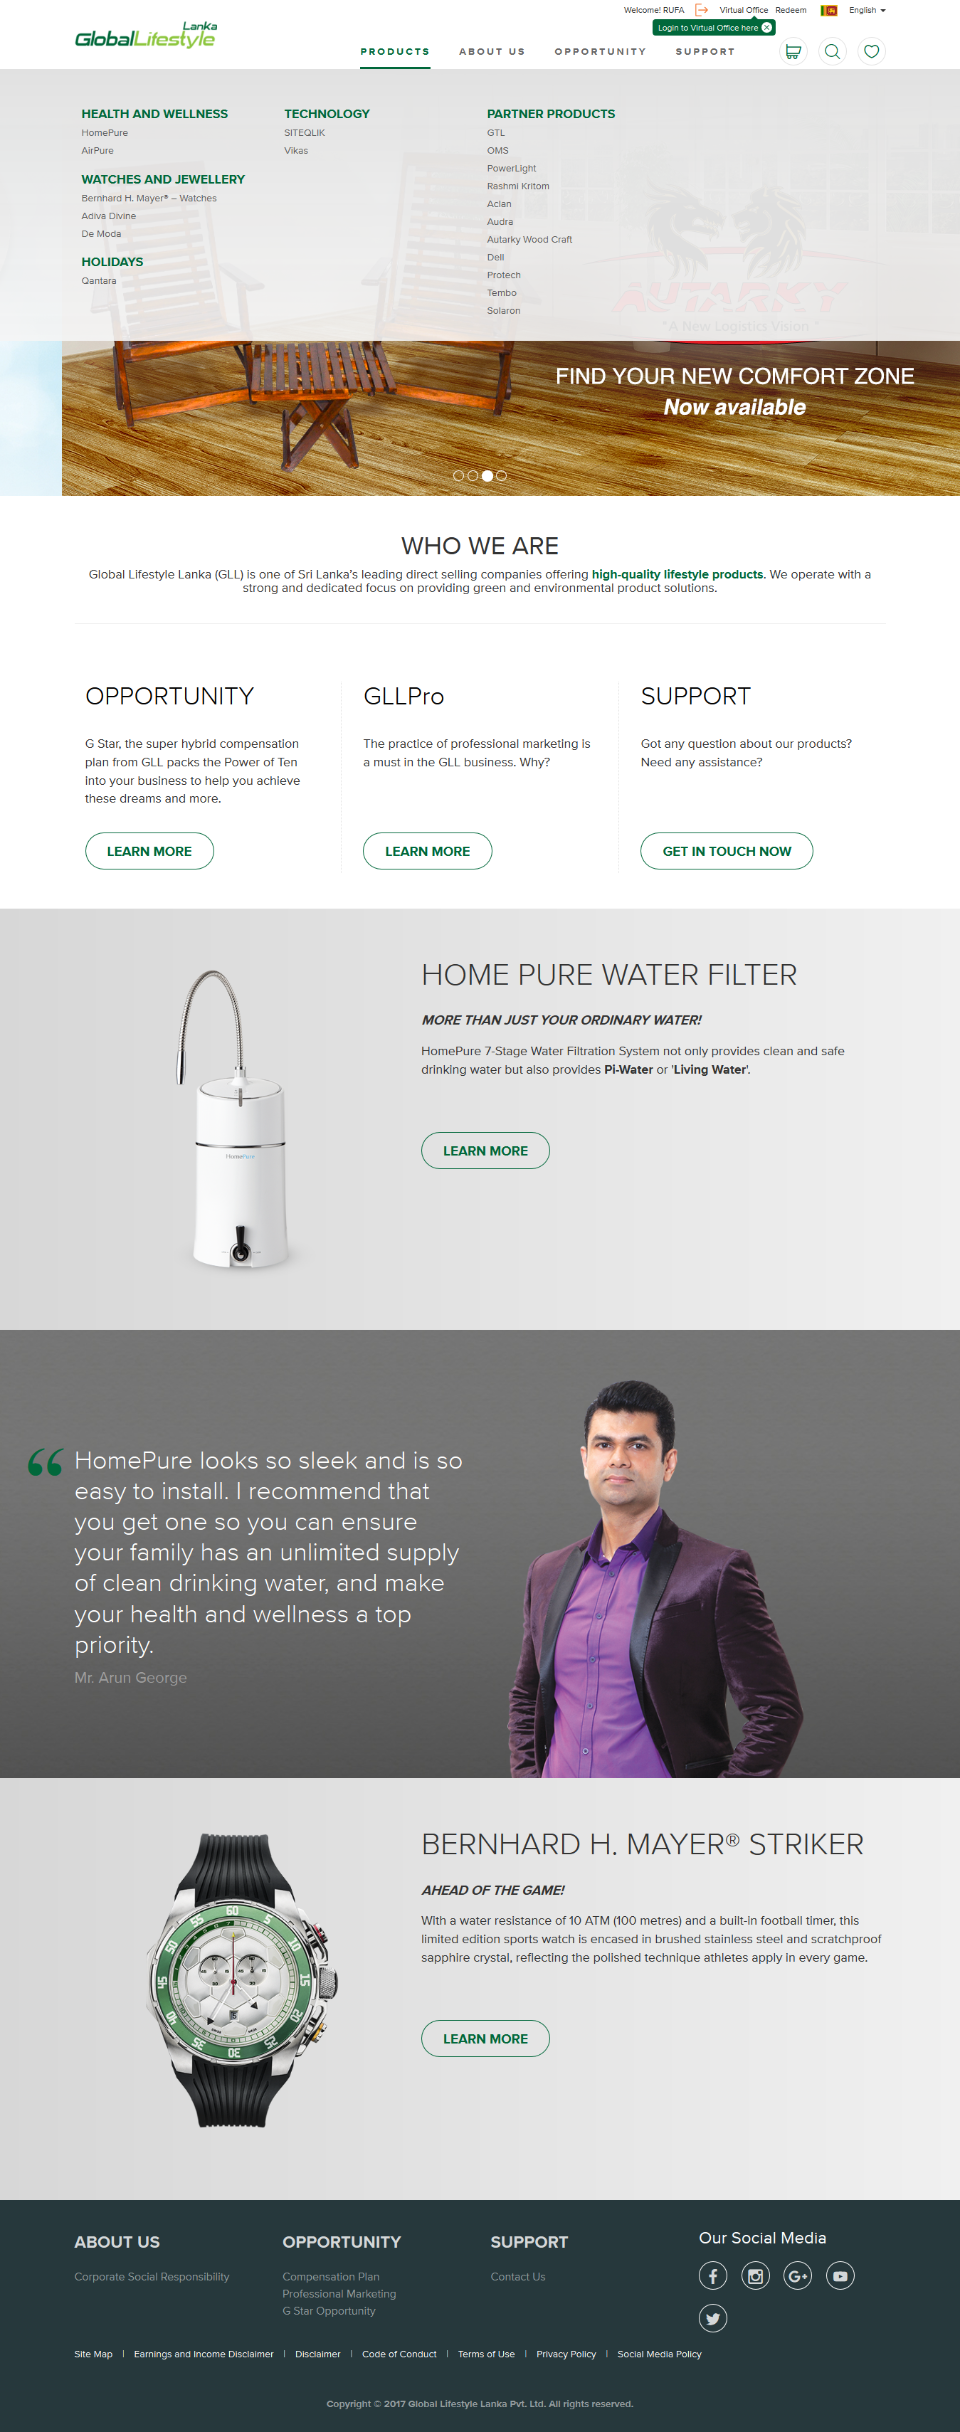 Welcome! RUFA Virtual Office Redeem English
Login to Virtual Office here
Lanka
GlobalLifestyle
PRODUCTS ABOUT US OPPORTUNITY SUPPORT
HEALTH AND WELLNESS
HomePure
AirPure
WATCHES AND JEWELLERY
Bernhard H. Mayer® – Watches
Adiva Divine
De Moda
HOLIDAYS
Qantara
TECHNOLOGY
SITEQLIK
Vikas
PARTNER PRODUCTS
GTL
OMS
PowerLight
Rashmi Kritom
Aclan
Audra
Autarky Wood Craft
Dell
Protech
Tembo
Solaron
AUTARKY
"A New Logistics Vision"
FIND YOUR NEW COMFORT ZONE
Now available
WHO WE ARE
Global Lifestyle Lanka (GLL) is one of Sri Lanka's leading direct selling companies offering high-quality lifestyle products. We operate with a
strong and dedicated focus on providing green and environmental product solutions.
OPPORTUNITY
G Star, the super hybrid compensation
plan from GLL packs the Power of Ten
into your business to help you achieve
these dreams and more.
LEARN MORE
GLLPro
The practice of professional marketing is
a must in the GLL business. Why?
LEARN MORE
SUPPORT
Got any question about our products?
Need any assistance?
GET IN TOUCH NOW
HOME PURE WATER FILTER
MORE THAN JUST YOUR ORDINARY WATER!
HomePure 7-Stage Water Filtration System not only provides clean and safe
drinking water but also provides Pi-Water or 'Living Water'.
LEARN MORE
HomePure
“ HomePure looks so sleek and is so
easy to install. I recommend that
you get one so you can ensure
your family has an unlimited supply
of clean drinking water, and make
your health and wellness a top
priority.
Mr. Arun George
BERNHARD H. MAYER® STRIKER
AHEAD OF THE GAME!
With a water resistance of 10 ATM (100 metres) and a built-in football timer, this
limited edition sports watch is encased in brushed stainless steel and scratchproof
sapphire crystal, reflecting the polished technique athletes apply in every game.
LEARN MORE
60 5 10 15 20 25 30 35 40 45 50 55
ABOUT US
Corporate Social Responsibility
OPPORTUNITY
Compensation Plan
Professional Marketing
G Star Opportunity
SUPPORT
Contact Us
Our Social Media
Site Map | Earnings and Income Disclaimer | Disclaimer | Code of Conduct | Terms of Use | Privacy Policy | Social Media Policy
Copyright © 2017 Global Lifestyle Lanka Pvt. Ltd. All rights reserved.